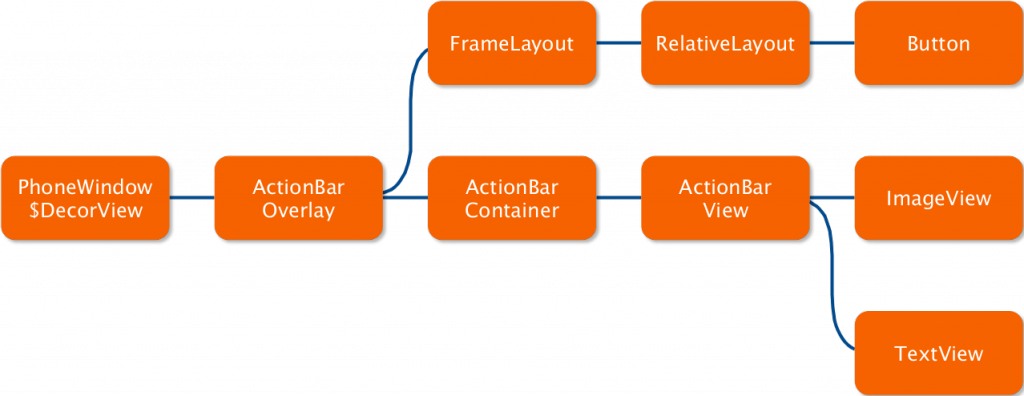 FrameLayout
RelativeLayout
Button
PhoneWindow
$DecorView
ActionBar
Overlay
ActionBar
Container
ActionBar
View
ImageView
TextView